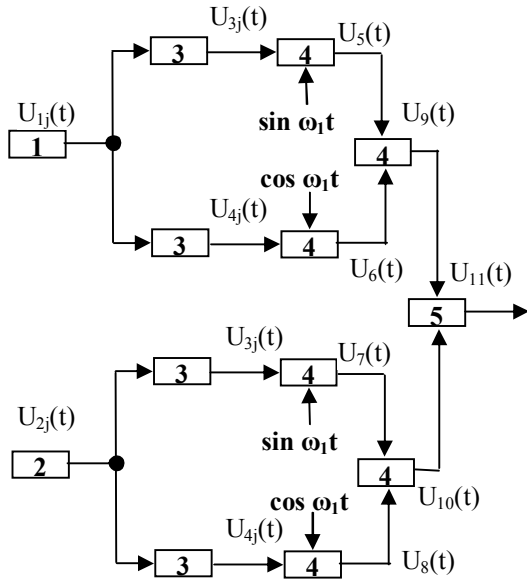 U3j(t)
U5(t)
3
4
U1j(t)
sin ω1t
U9(t)
1
4
cos ω1t
U4j(t)
3
4
U6(t)
U11(t)
5
U3j(t)
U7(t)
3
4
U2j(t)
sin ω1t
2
4
cos ω1t
U10(t)
U4j(t)
3
4
U8(t)